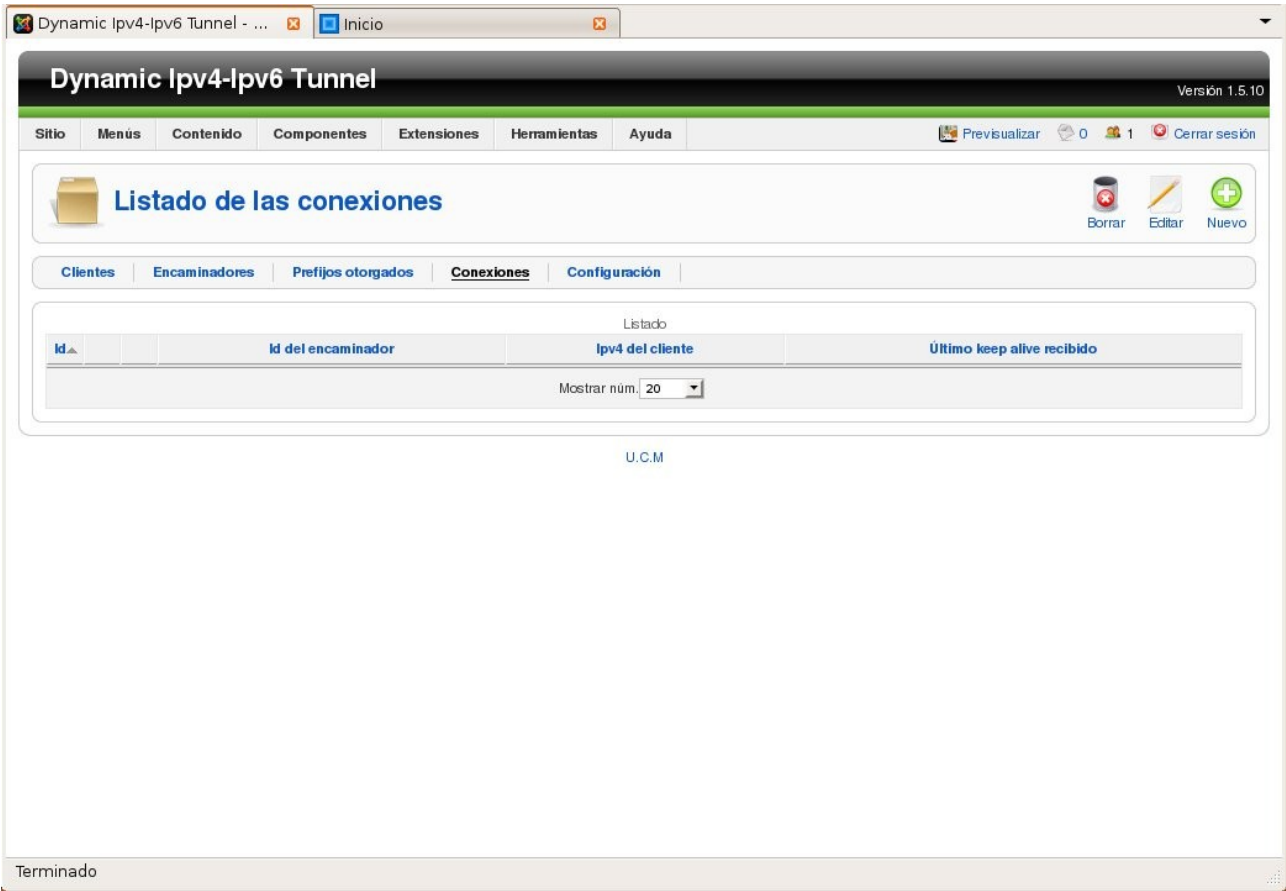 Dynamic Ipv4-Ipv6 Tunnel - ... Inicio
Dynamic Ipv4-Ipv6 Tunnel
Versión 1.5.10
Sitio Menús Contenido Componentes Extensiones Herramientas Ayuda Previsualizar 0 1 Cerrar sesión
Listado de las conexiones
Borrar Editar Nuevo
Clientes Encaminadores Prefijos otorgados Conexiones Configuración
Listado
Id Id del encaminador Ipv4 del cliente Último keep alive recibido
Mostrar núm. 20
U.C.M
Terminado